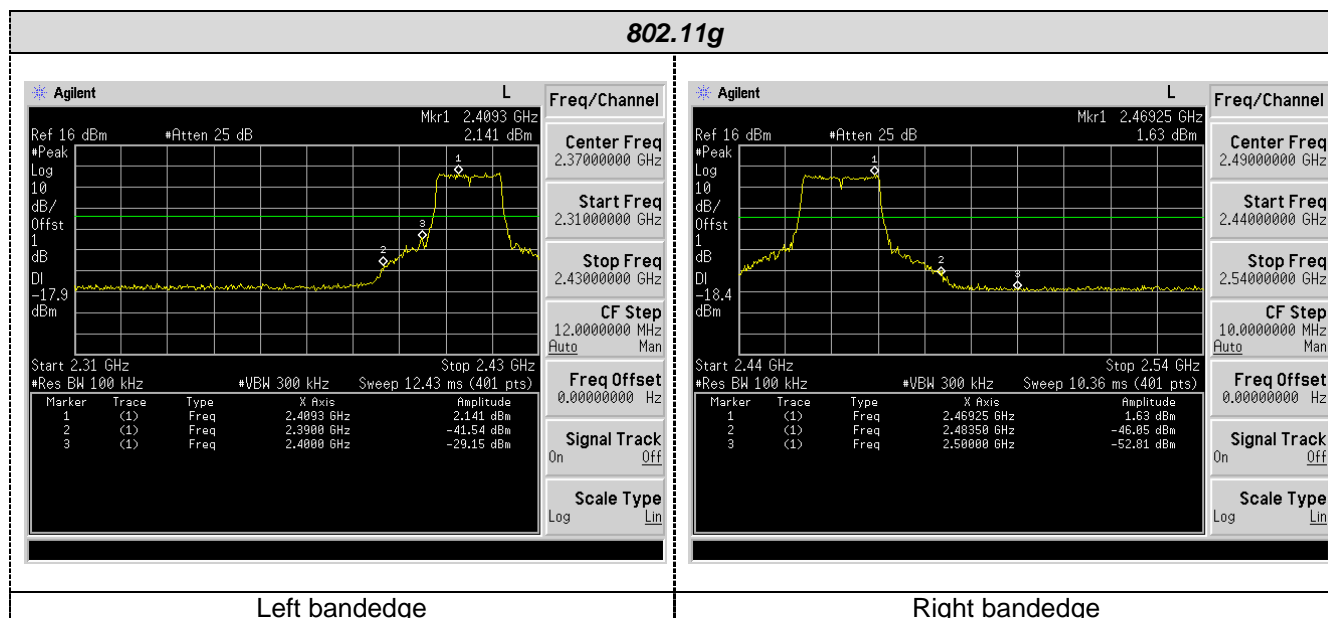 802.11g
Agilent L
Mkr1 2.4093 GHz
Ref 16 dBm #Atten 25 dB 2.141 dBm
#Peak
Log
10
dB/
Offst
1
dB
DI
-17.9
dBm
1
2
3
Start 2.31 GHz Stop 2.43 GHz
#Res BW 100 kHz #VBW 300 kHz Sweep 12.43 ms (401 pts)
Marker Trace Type X Axis Amplitude
1 (1) Freq 2.4093 GHz 2.141 dBm
2 (1) Freq 2.3900 GHz -41.54 dBm
3 (1) Freq 2.4000 GHz -29.15 dBm
Freq/Channel
Center Freq
2.37000000 GHz
Start Freq
2.31000000 GHz
Stop Freq
2.43000000 GHz
CF Step
12.0000000 MHz
Auto Man
Freq Offset
0.00000000 Hz
Signal Track
On Off
Scale Type
Log Lin
Left bandedge
Agilent L
Mkr1 2.46925 GHz
Ref 16 dBm #Atten 25 dB 1.63 dBm
#Peak
Log
10
dB/
Offst
1
dB
DI
-18.4
dBm
1
2
3
Start 2.44 GHz Stop 2.54 GHz
#Res BW 100 kHz #VBW 300 kHz Sweep 10.36 ms (401 pts)
Marker Trace Type X Axis Amplitude
1 (1) Freq 2.46925 GHz 1.63 dBm
2 (1) Freq 2.48350 GHz -46.05 dBm
3 (1) Freq 2.50000 GHz -52.81 dBm
Freq/Channel
Center Freq
2.49000000 GHz
Start Freq
2.44000000 GHz
Stop Freq
2.54000000 GHz
CF Step
10.0000000 MHz
Auto Man
Freq Offset
0.00000000 Hz
Signal Track
On Off
Scale Type
Log Lin
Right bandedge